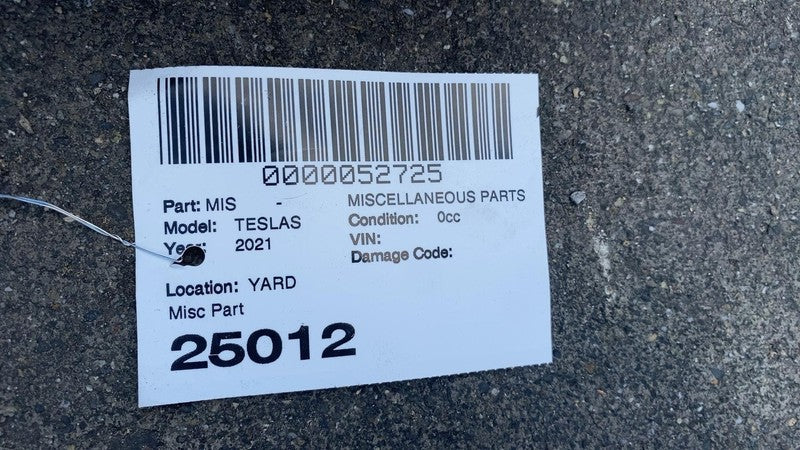 0000052725
Part: MIS - MISCELLANEOUS PARTS
Model: TESLAS Condition: 0cc
Year: 2021 VIN:
Damage Code:
Location: YARD
Misc Part
25012